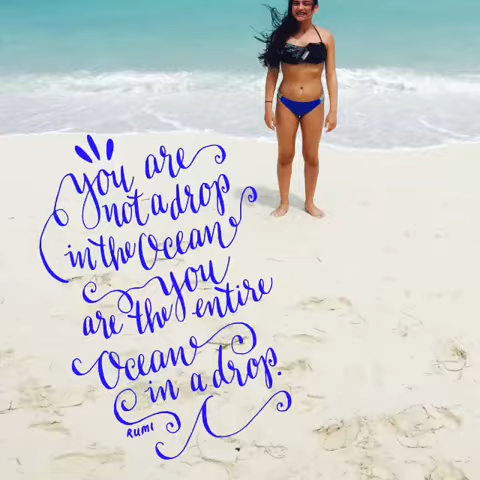 You are
not a drop
in the Ocean
you
are the entire
Ocean
in a drop.
RUMI